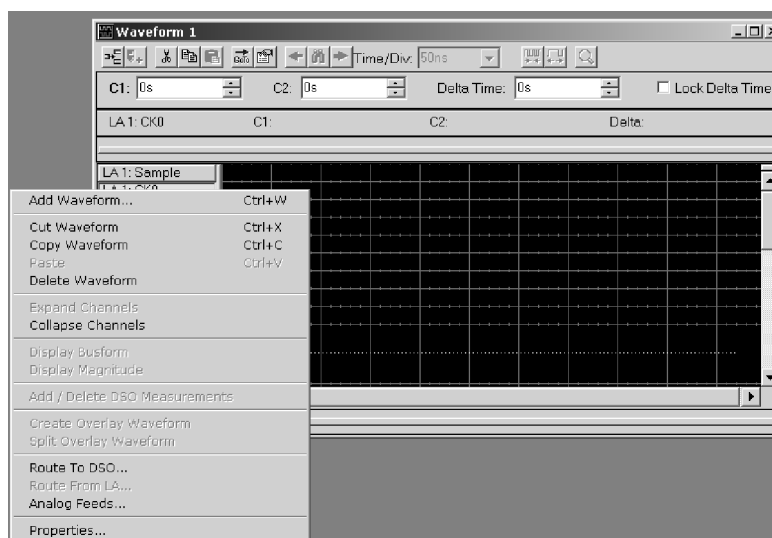 Waveform 1
Time/Div: 50ns
C1: 0s C2: 0s Delta Time: 0s Lock Delta Time
LA 1: CK0 C1: C2: Delta:
LA 1: Sample
LA 1: CK0
Add Waveform... Ctrl+W
Cut Waveform Ctrl+X
Copy Waveform Ctrl+C
Paste Ctrl+V
Delete Waveform
Expand Channels
Collapse Channels
Display Busform
Display Magnitude
Add / Delete DSO Measurements
Create Overlay Waveform
Split Overlay Waveform
Route To DSO...
Route From LA...
Analog Feeds...
Properties...